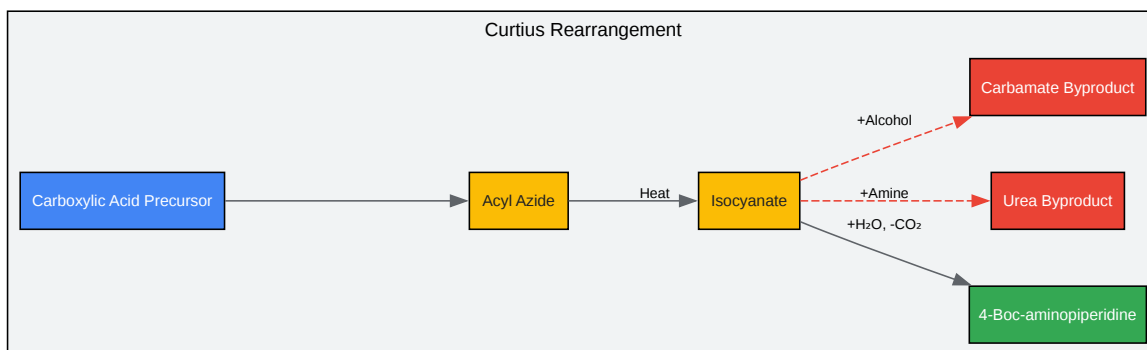 Curtius Rearrangement
Carbamate Byproduct
+Alcohol
Carboxylic Acid Precursor
Acyl Azide
Heat
Isocyanate
+Amine
Urea Byproduct
+H₂O, -CO₂
4-Boc-aminopiperidine